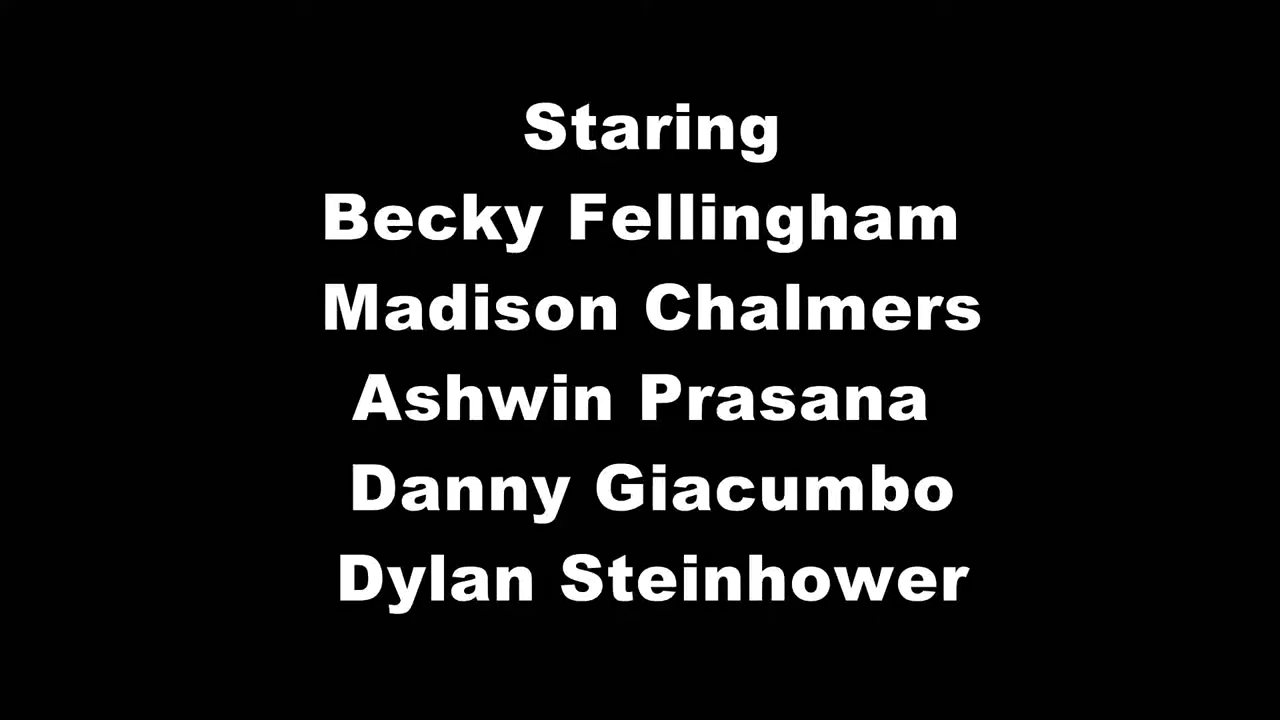 Staring
Becky Fellingham
Madison Chalmers
Ashwin Prasana
Danny Giacumbo
Dylan Steinhower